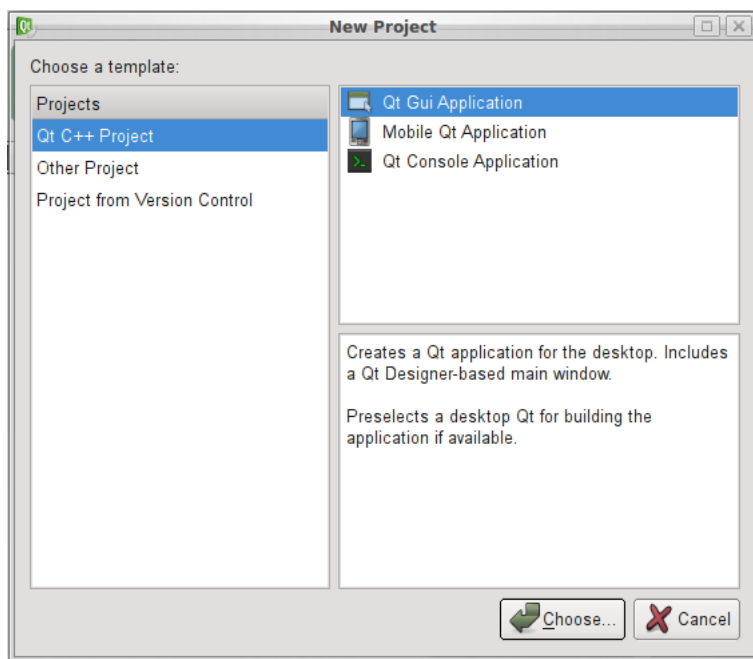 Qt
New Project
Choose a template:
Projects
Qt C++ Project
Other Project
Project from Version Control
Qt Gui Application
Mobile Qt Application
Qt Console Application
Creates a Qt application for the desktop. Includes
a Qt Designer-based main window.
Preselects a desktop Qt for building the
application if available.
Choose...
Cancel